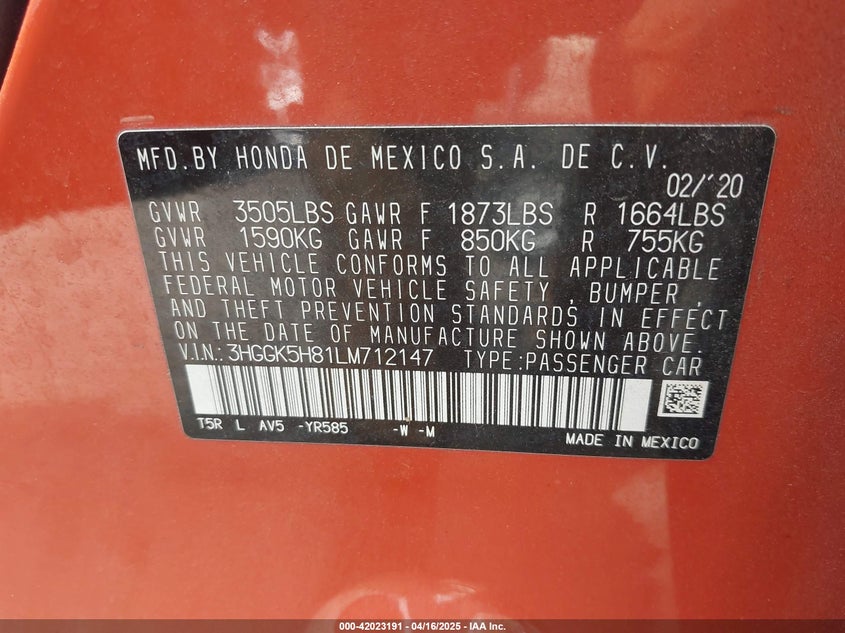 MFD.BY HONDA DE MEXICO S.A. DE C.V.
02/'20
GVWR 3505LBS GAWR F 1873LBS R 1664LBS
GVWR 1590KG GAWR F 850KG R 755KG
THIS VEHICLE CONFORMS TO ALL APPLICABLE
FEDERAL MOTOR VEHICLE SAFETY , BUMPER ,
AND THEFT PREVENTION STANDARDS IN EFFECT
ON THE DATE OF MANUFACTURE SHOWN ABOVE.
V.I.N.: 3HGGK5H81LM712147 TYPE:PASSENGER CAR
T5R L AV5 -YR585 -W -M
MADE IN MEXICO
000-42023191 - 04/16/2025 - IAA Inc.